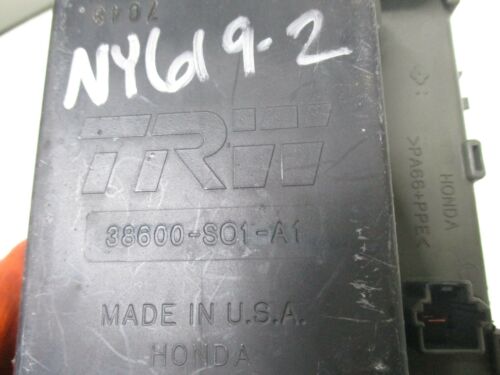 NY619-2
TRW
38600-S01-A1
MADE IN U.S.A.
HONDA
>PA66+PPE<
HONDA